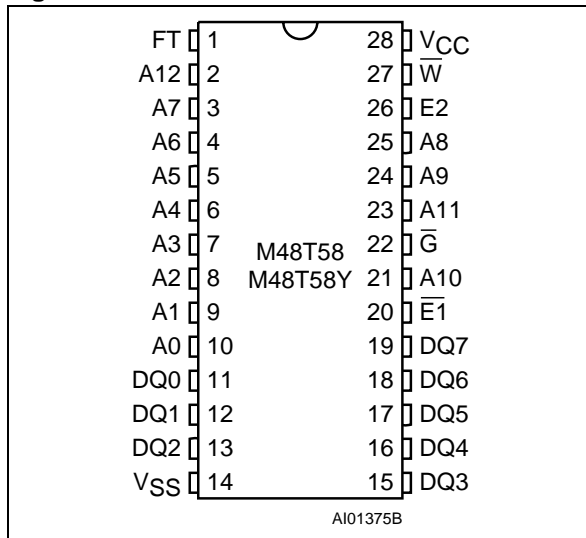 FT 1 28 VCC
A12 2 27 W̅
A7 3 26 E2
A6 4 25 A8
A5 5 24 A9
A4 6 23 A11
A3 7 M48T58 22 G̅
A2 8 M48T58Y 21 A10
A1 9 20 E̅1̅
A0 10 19 DQ7
DQ0 11 18 DQ6
DQ1 12 17 DQ5
DQ2 13 16 DQ4
VSS 14 15 DQ3
AI01375B